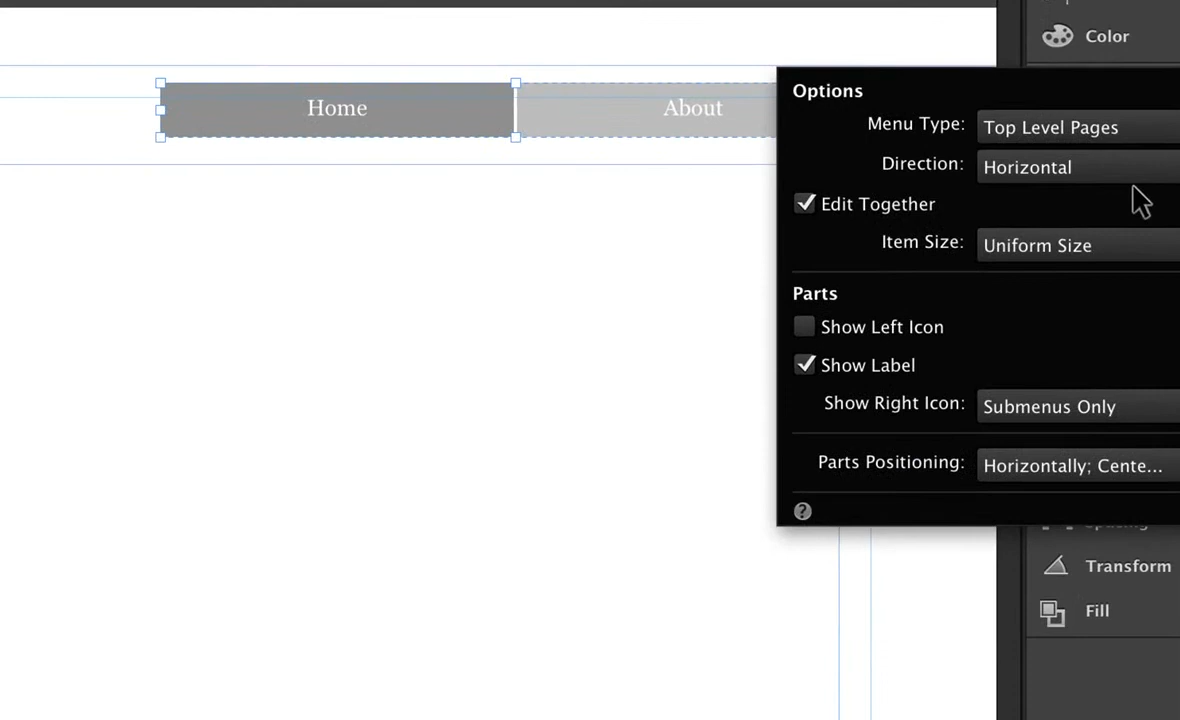 Color
Home
About
Options
Menu Type: Top Level Pages
Direction: Horizontal
Edit Together
Item Size: Uniform Size
Parts
Show Left Icon
Show Label
Show Right Icon: Submenus Only
Parts Positioning: Horizontally; Cente...
?
Transform
Fill